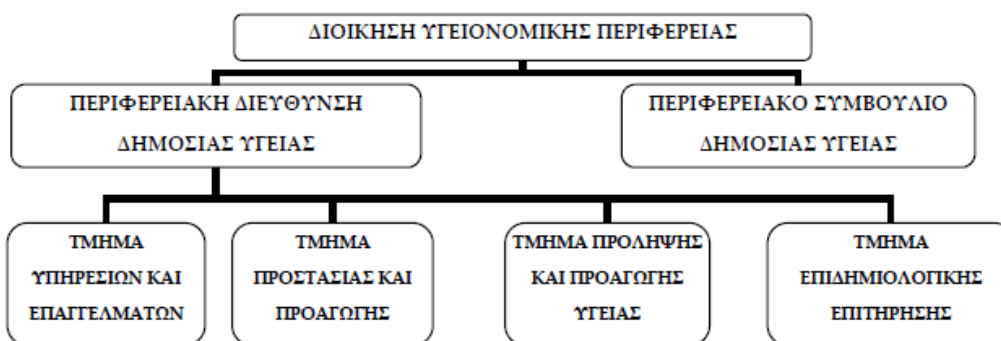 ΔΙΟΙΚΗΣΗ ΥΓΕΙΟΝΟΜΙΚΗΣ ΠΕΡΙΦΕΡΕΙΑΣ
ΠΕΡΙΦΕΡΕΙΑΚΗ ΔΙΕΥΘΥΝΣΗ
ΔΗΜΟΣΙΑΣ ΥΓΕΙΑΣ
ΠΕΡΙΦΕΡΕΙΑΚΟ ΣΥΜΒΟΥΛΙΟ
ΔΗΜΟΣΙΑΣ ΥΓΕΙΑΣ
ΤΜΗΜΑ
ΥΠΗΡΕΣΙΩΝ ΚΑΙ
ΕΠΑΓΓΕΛΜΑΤΩΝ
ΤΜΗΜΑ
ΠΡΟΣΤΑΣΙΑΣ ΚΑΙ
ΠΡΟΑΓΩΓΗΣ
ΤΜΗΜΑ ΠΡΟΛΗΨΗΣ
ΚΑΙ ΠΡΟΑΓΩΓΗΣ
ΥΓΕΙΑΣ
ΤΜΗΜΑ
ΕΠΙΔΗΜΙΟΛΟΓΙΚΗΣ
ΕΠΙΤΗΡΗΣΗΣ